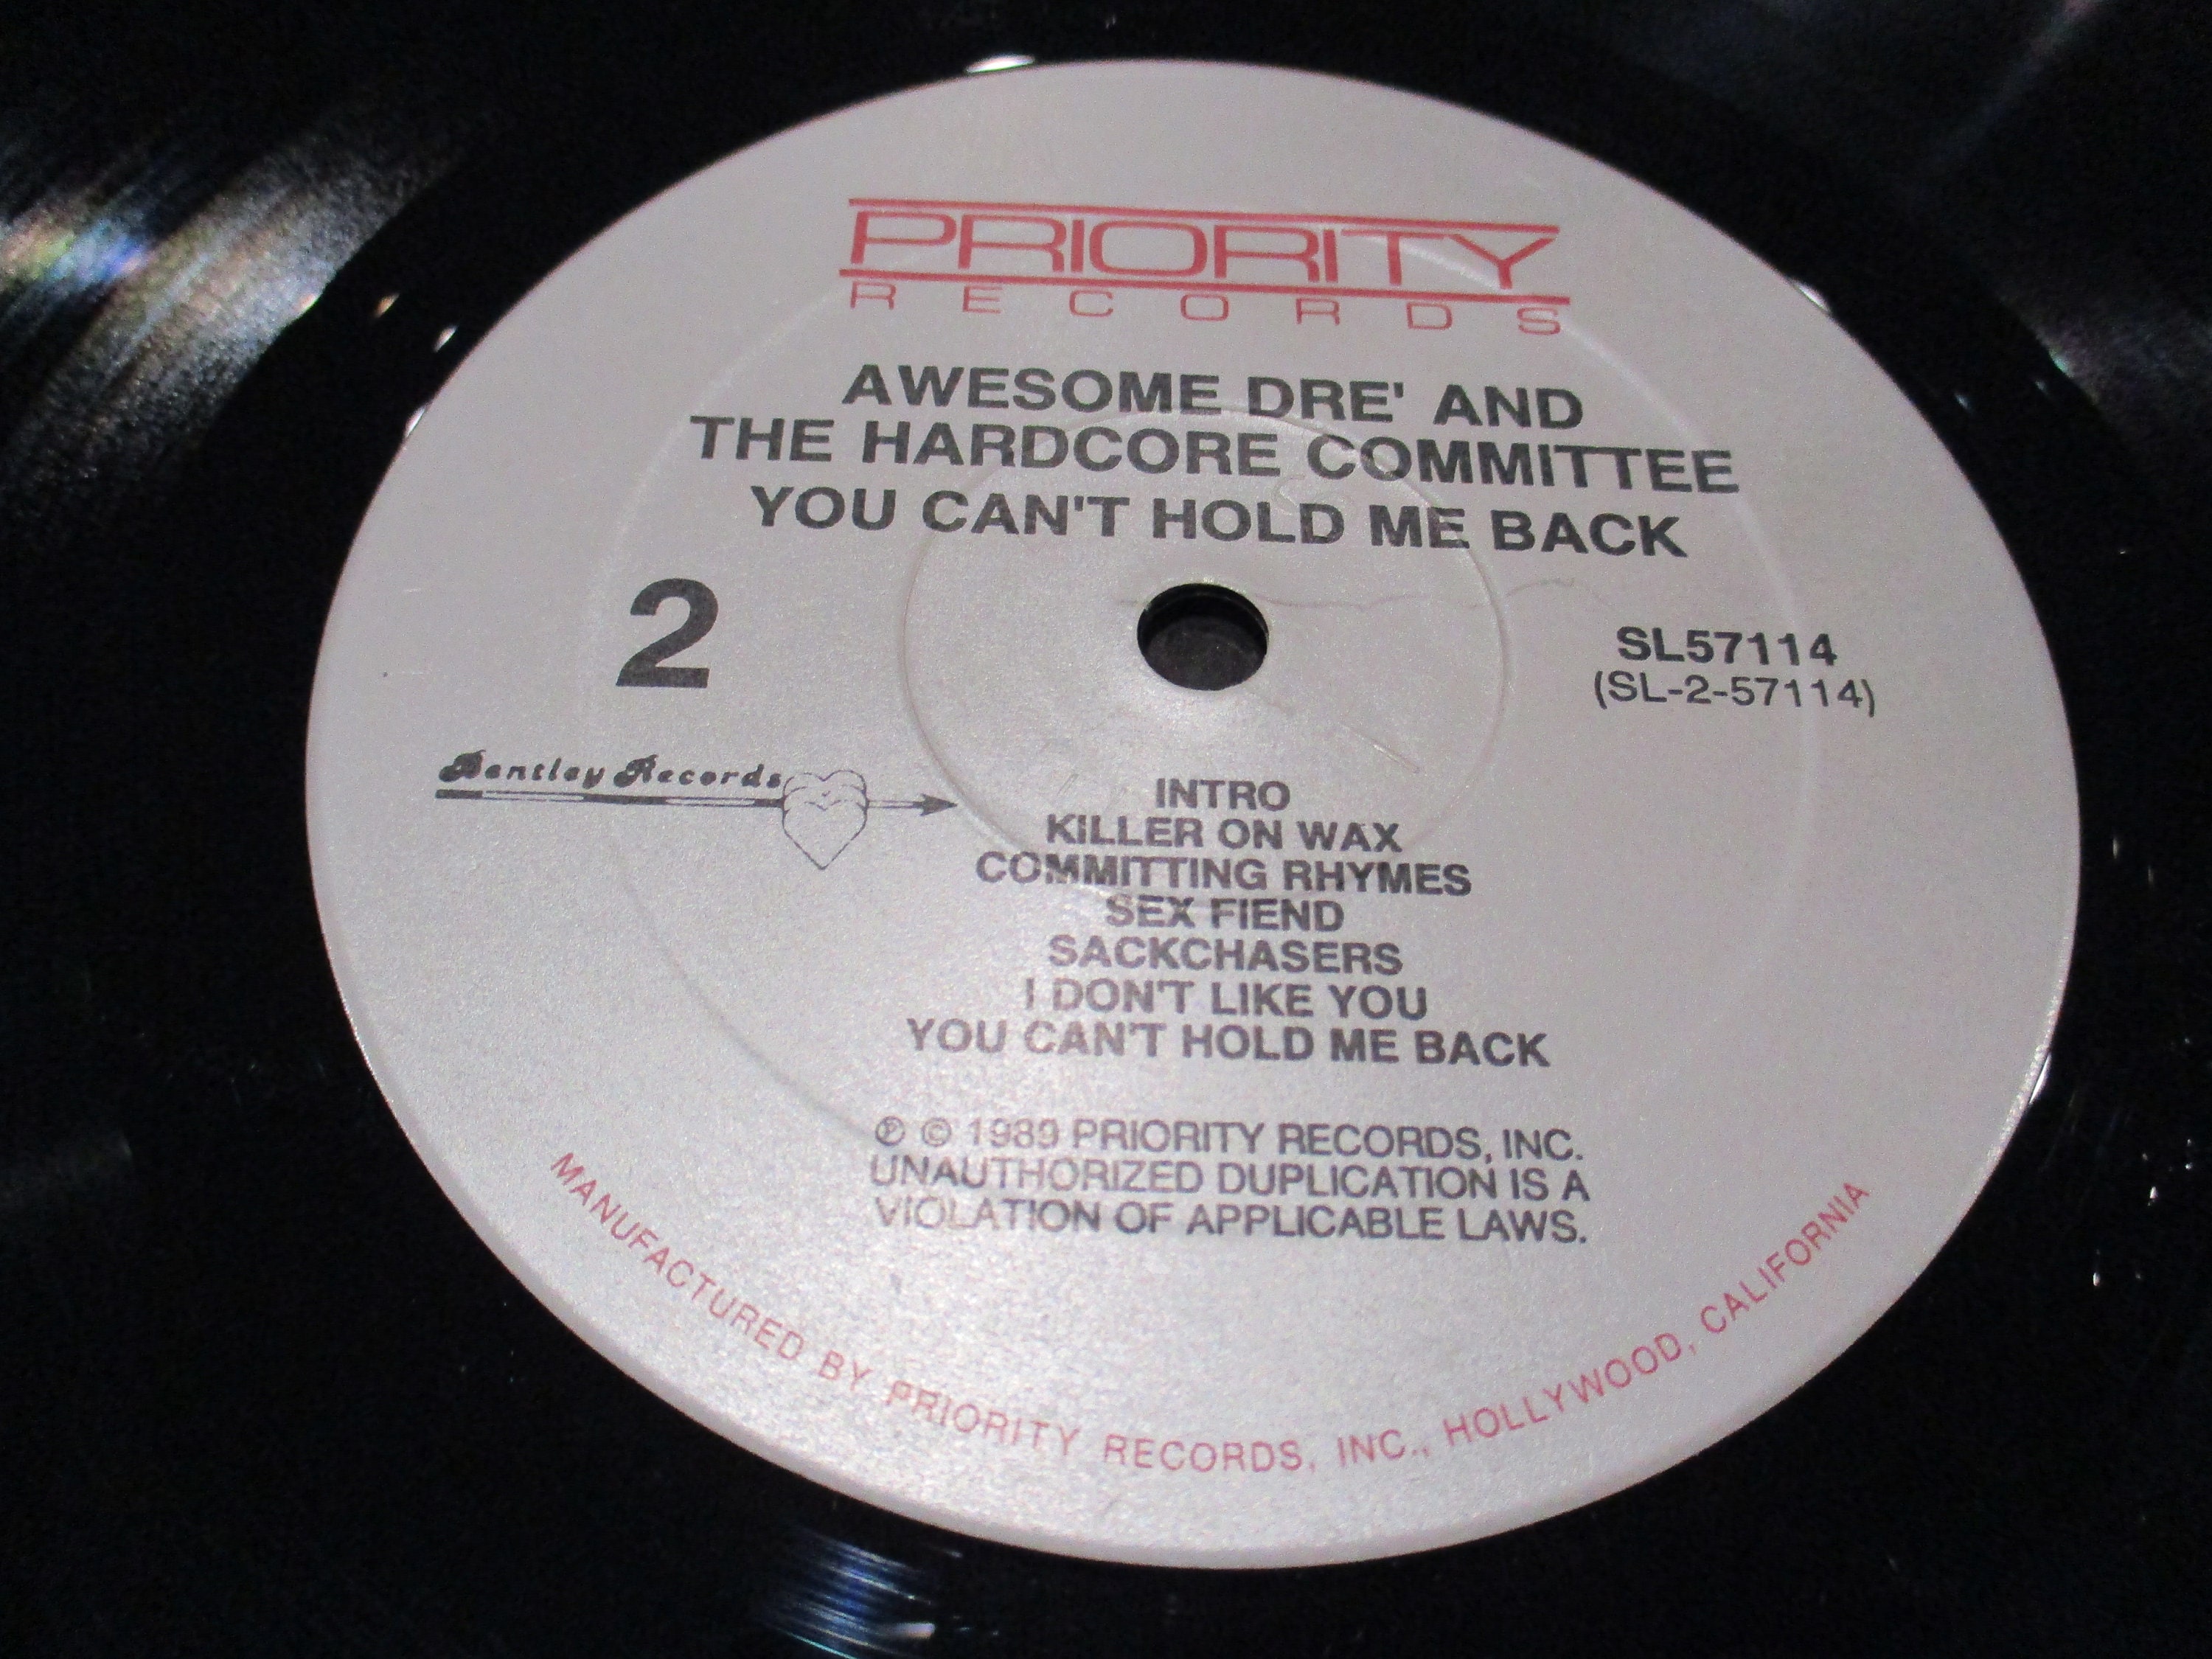 PRIORITY
RECORDS
AWESOME DRE' AND
THE HARDCORE COMMITTEE
YOU CAN'T HOLD ME BACK
2
SL57114
(SL-2-57114)
Bentley Records
INTRO
KILLER ON WAX
COMMITTING RHYMES
SEX FIEND
SACKCHASERS
I DON'T LIKE YOU
YOU CAN'T HOLD ME BACK
℗ © 1989 PRIORITY RECORDS, INC.
UNAUTHORIZED DUPLICATION IS A
VIOLATION OF APPLICABLE LAWS.
MANUFACTURED BY PRIORITY RECORDS, INC., HOLLYWOOD, CALIFORNIA